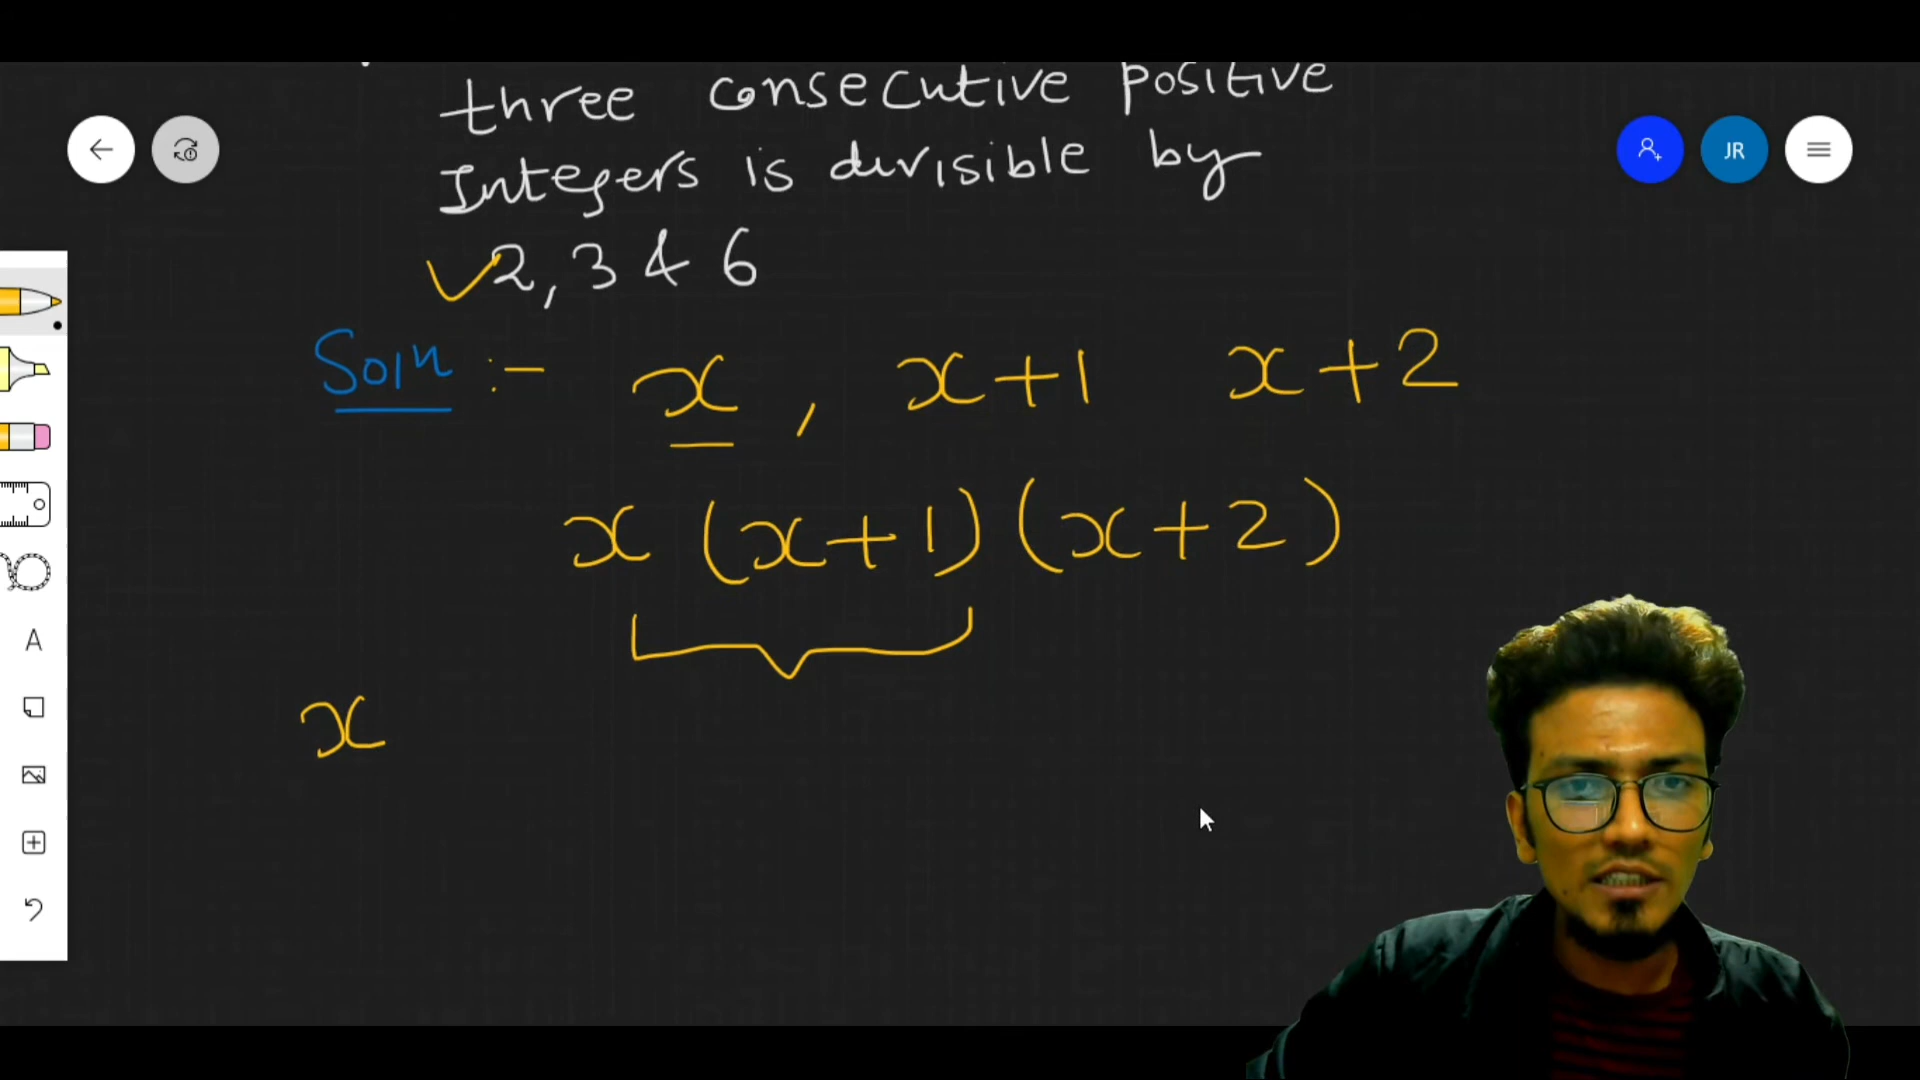 three consecutive positive
Integers is divisible by
2, 3 & 6
JR
Soln :- x , x+1 x+2
x (x+1) (x+2)
A
x